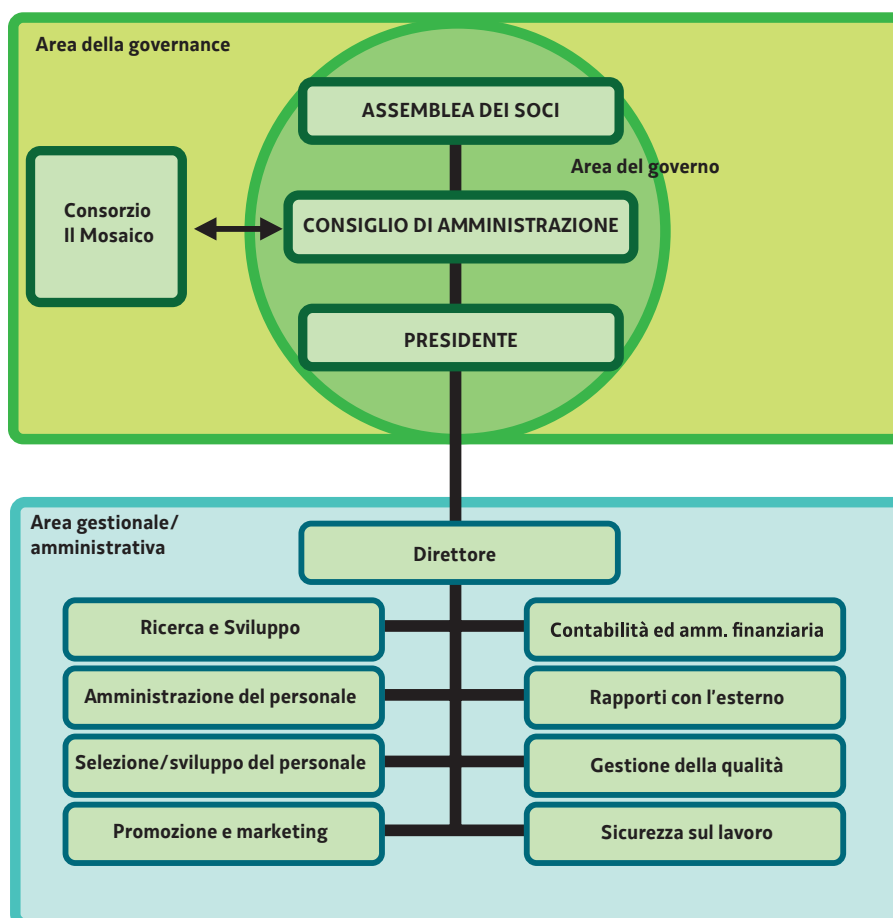 Area della governance
ASSEMBLEA DEI SOCI
Area del governo
Consorzio
Il Mosaico
CONSIGLIO DI AMMINISTRAZIONE
PRESIDENTE
Area gestionale/
amministrativa
Direttore
Ricerca e Sviluppo
Contabilità ed amm. finanziaria
Amministrazione del personale
Rapporti con l'esterno
Selezione/sviluppo del personale
Gestione della qualità
Promozione e marketing
Sicurezza sul lavoro